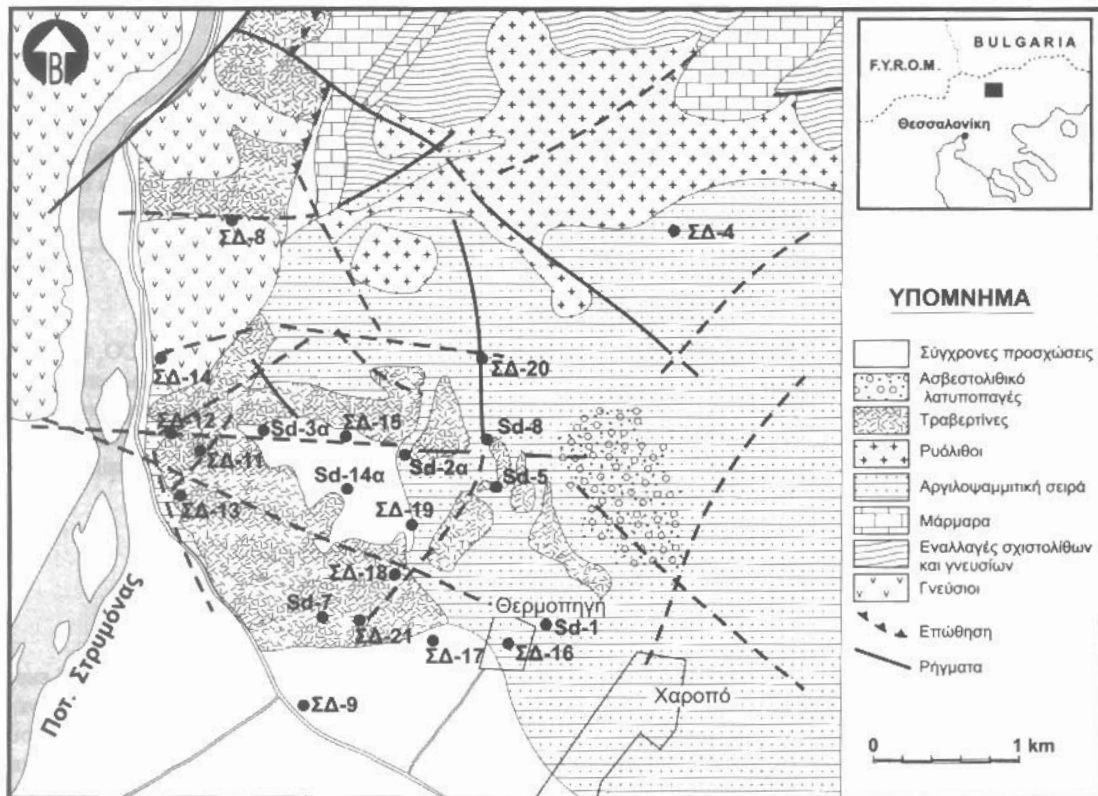 B
ΣΔ-8
ΣΔ-4
ΣΔ-14
ΣΔ-20
ΣΔ-12
Sd-3α
ΣΔ-15
Sd-8
ΣΔ-11
Sd-2α
Sd-14α
Sd-5
ΣΔ-13
ΣΔ-19
ΣΔ-18
Θερμοπηγή
Sd-7
Sd-1
ΣΔ-21
ΣΔ-17
ΣΔ-16
Χαροπό
ΣΔ-9
Ποτ. Στρυμόνας
BULGARIA
F.Y.R.O.M.
Θεσσαλονίκη
ΥΠΟΜΝΗΜΑ
Σύγχρονες προσχώσεις
Ασβεστολιθικό
λατυποπαγές
Τραβερτίνες
Ρυόλιθοι
Αργιλοψαμμιτική σειρά
Μάρμαρα
Εναλλαγές σχιστολίθων
και γνευσίων
Γνεύσιοι
Επώθηση
Ρήγματα
0 1 km